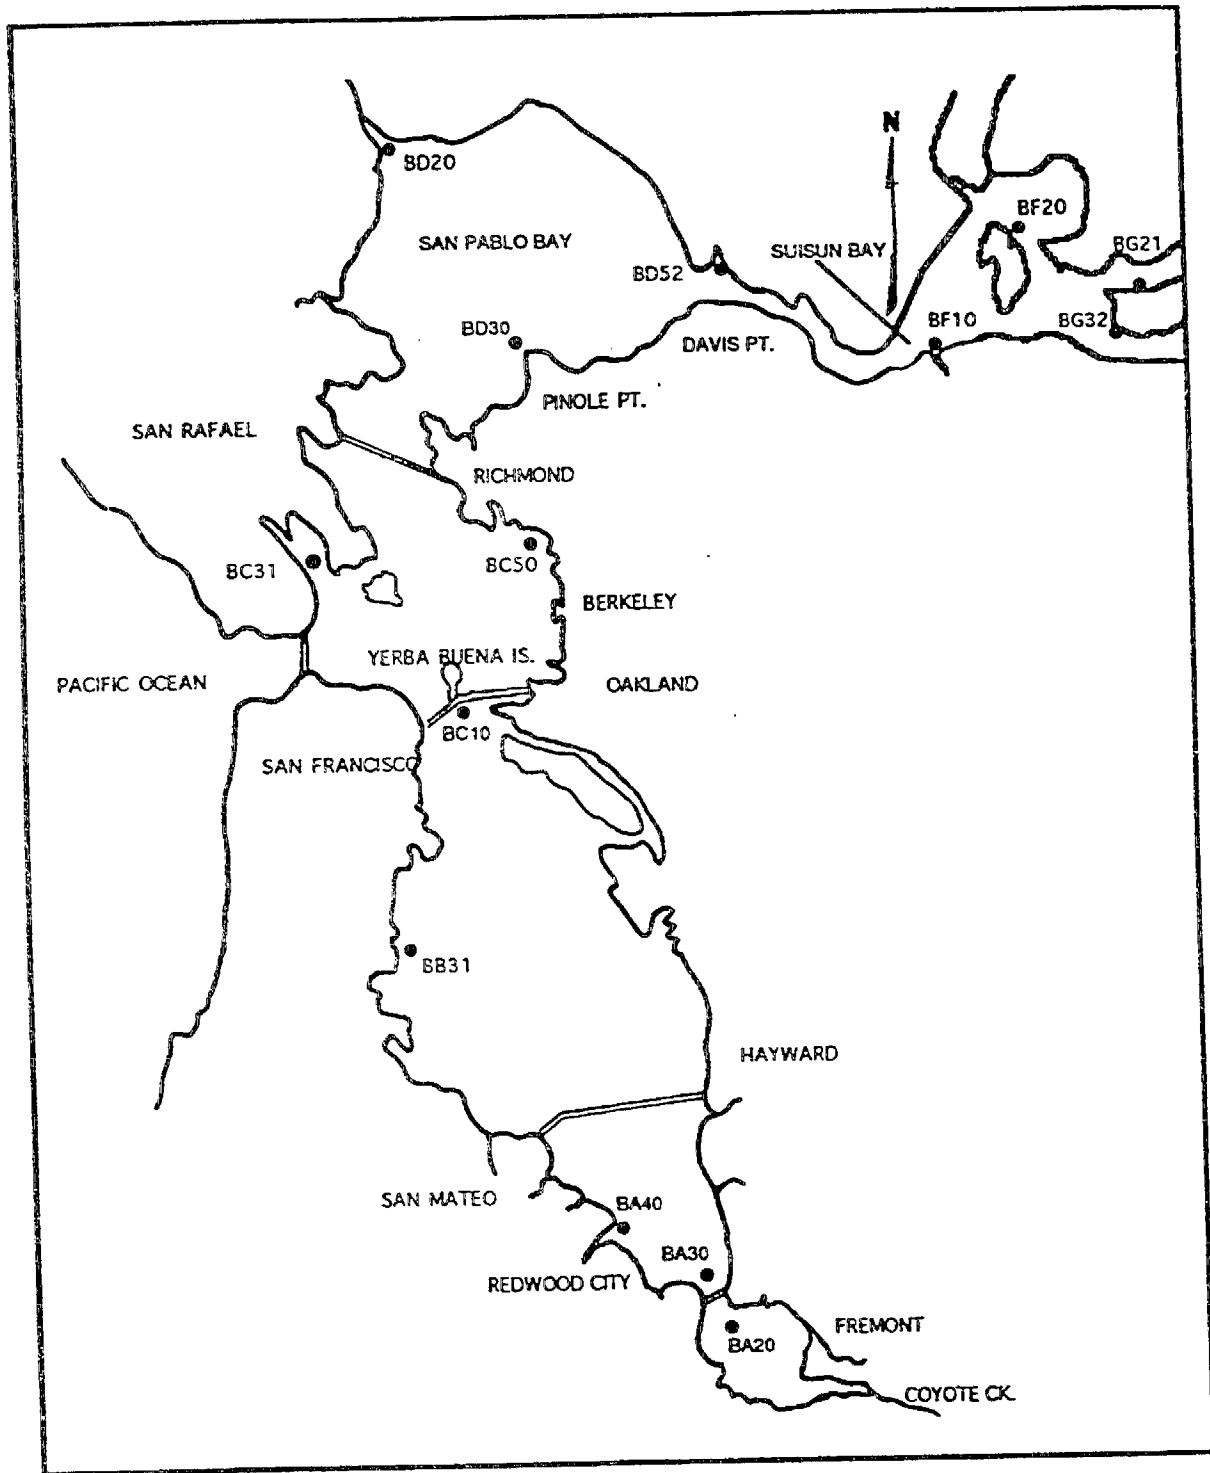 N
BD20
BF20
SAN PABLO BAY
SUISUN BAY
BG21
BD52
BD30
BF10
BG32
DAVIS PT.
PINOLE PT.
SAN RAFAEL
RICHMOND
BC50
BC31
BERKELEY
YERBA BUENA IS.
PACIFIC OCEAN
OAKLAND
BC10
SAN FRANCISCO
BB31
HAYWARD
SAN MATEO
BA40
BA30
REDWOOD CITY
FREMONT
BA20
COYOTE CK.